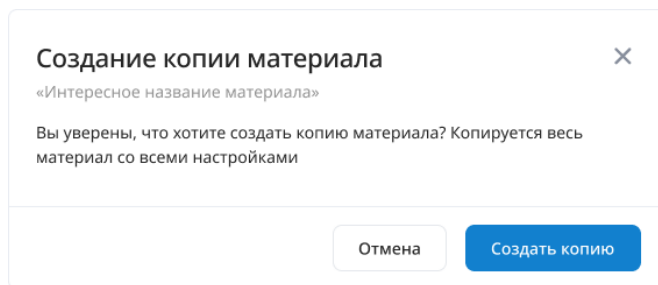 Создание копии материала
«Интересное название материала»
Вы уверены, что хотите создать копию материала? Копируется весь
материал со всеми настройками
Отмена
Создать копию